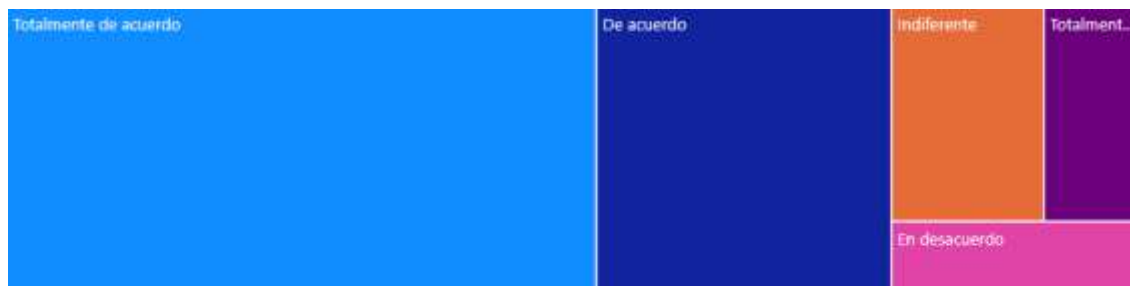 Totalmente de acuerdo
De acuerdo
Indiferente
Totalment...
En desacuerdo